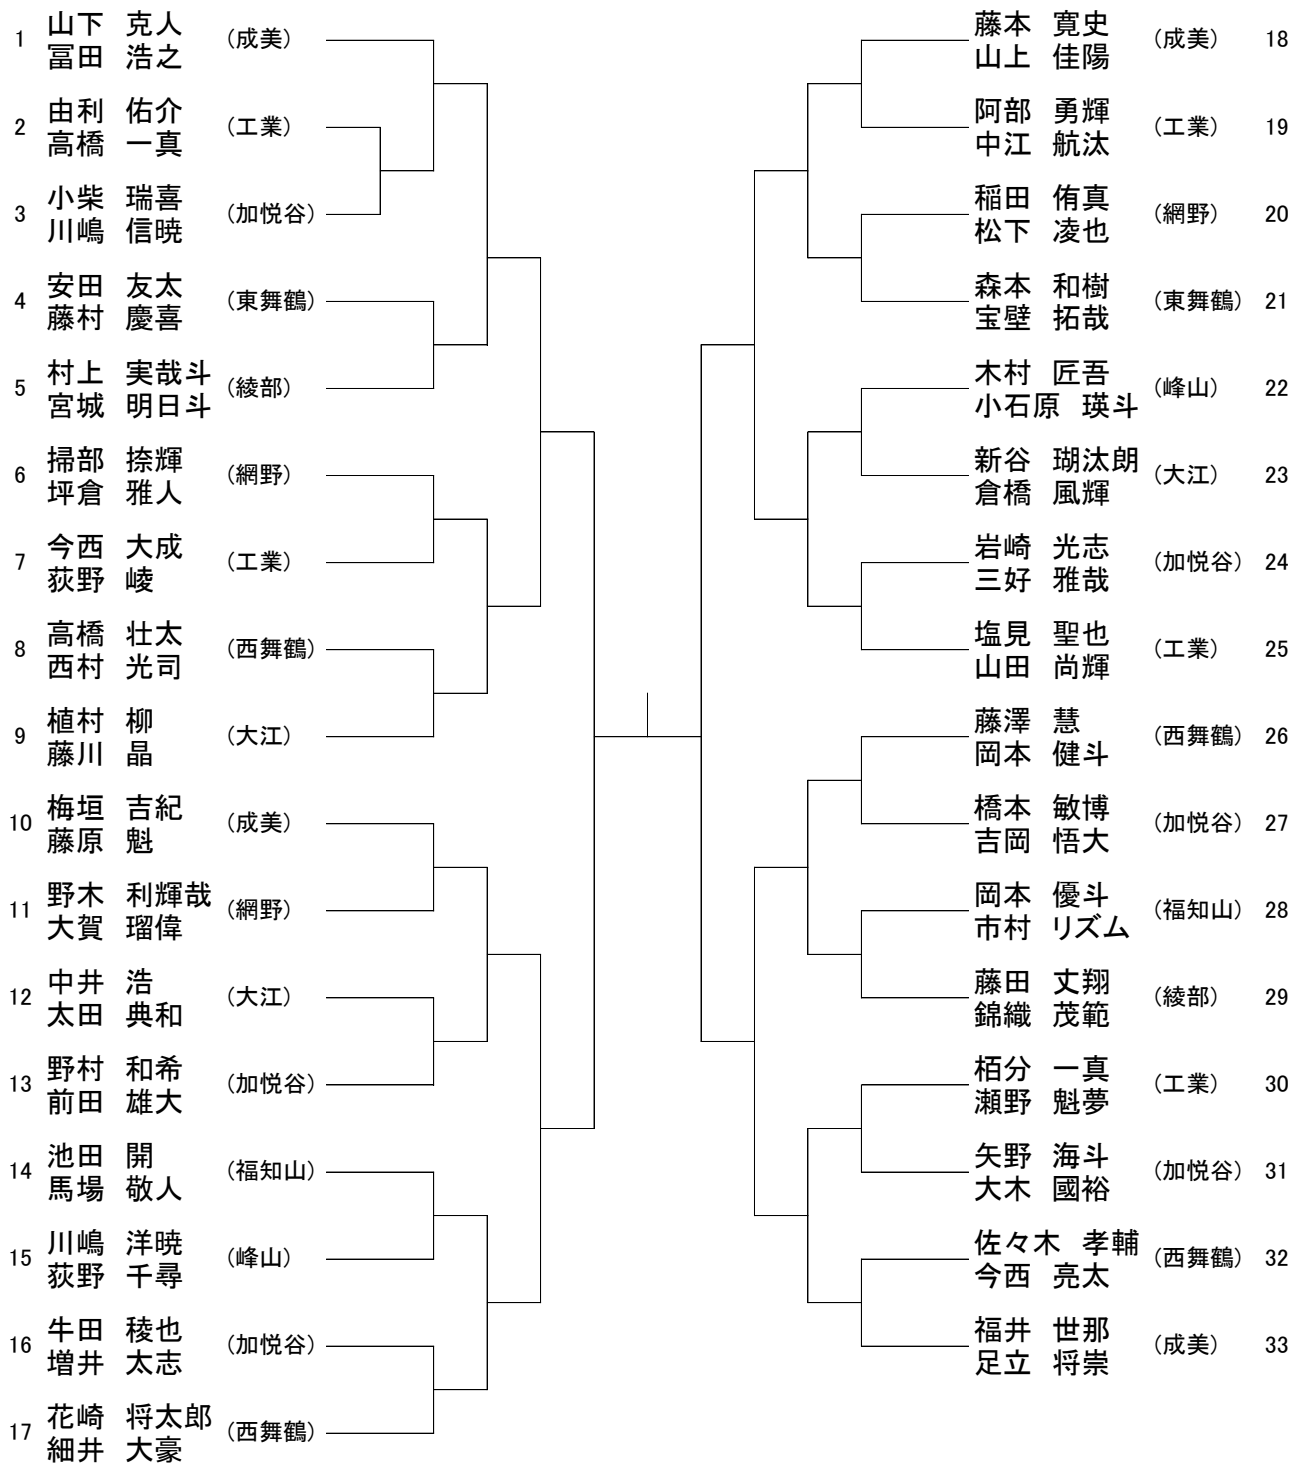 1 山下 克人 (成美)
冨田 浩之
2 由利 佑介 (工業)
高橋 一真
3 小柴 瑞喜 (加悦谷)
川嶋 信暁
4 安田 友太 (東舞鶴)
藤村 慶喜
5 村上 実哉斗 (綾部)
宮城 明日斗
6 掃部 捺輝 (網野)
坪倉 雅人
7 今西 大成 (工業)
荻野 崚
8 高橋 壮太 (西舞鶴)
西村 光司
9 植村 柳 (大江)
藤川 晶
10 梅垣 吉紀 (成美)
藤原 魁
11 野木 利輝哉 (網野)
大賀 瑠偉
12 中井 浩 (大江)
太田 典和
13 野村 和希 (加悦谷)
前田 雄大
14 池田 開 (福知山)
馬場 敬人
15 川嶋 洋暁 (峰山)
荻野 千尋
16 牛田 稜也 (加悦谷)
増井 太志
17 花崎 将太郎 (西舞鶴)
細井 大豪
藤本 寛史 (成美) 18
山上 佳陽
阿部 勇輝 (工業) 19
中江 航汰
稲田 侑真 (網野) 20
松下 凌也
森本 和樹 (東舞鶴) 21
宝壁 拓哉
木村 匠吾 (峰山) 22
小石原 瑛斗
新谷 瑚汰朗 (大江) 23
倉橋 風輝
岩崎 光志 (加悦谷) 24
三好 雅哉
塩見 聖也 (工業) 25
山田 尚輝
藤澤 慧 (西舞鶴) 26
岡本 健斗
橋本 敏博 (加悦谷) 27
吉岡 悟大
岡本 優斗 (福知山) 28
市村 リズム
藤田 丈翔 (綾部) 29
錦織 茂範
栢分 一真 (工業) 30
瀬野 魁夢
矢野 海斗 (加悦谷) 31
大木 國裕
佐々木 孝輔 (西舞鶴) 32
今西 亮太
福井 世那 (成美) 33
足立 将崇